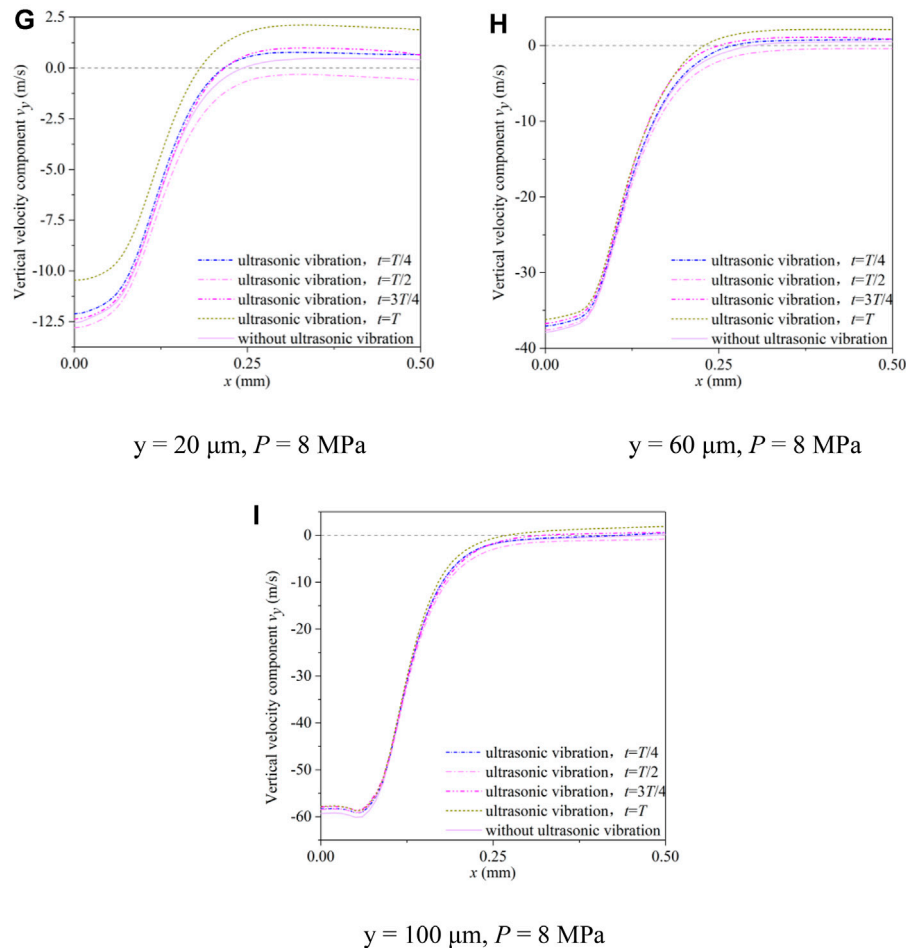 G
Vertical velocity component vy (m/s)
2.5
0.0
-2.5
-5.0
-7.5
-10.0
-12.5
ultrasonic vibration，t=T/4
ultrasonic vibration，t=T/2
ultrasonic vibration，t=3T/4
ultrasonic vibration，t=T
without ultrasonic vibration
0.00 0.25 0.50
x (mm)
y = 20 μm, P = 8 MPa
H
Vertical velocity component vy (m/s)
0
-10
-20
-30
-40
ultrasonic vibration，t=T/4
ultrasonic vibration，t=T/2
ultrasonic vibration，t=3T/4
ultrasonic vibration，t=T
without ultrasonic vibration
0.00 0.25 0.50
x (mm)
y = 60 μm, P = 8 MPa
I
Vertical velocity component vy (m/s)
0
-10
-20
-30
-40
-50
-60
ultrasonic vibration，t=T/4
ultrasonic vibration，t=T/2
ultrasonic vibration，t=3T/4
ultrasonic vibration，t=T
without ultrasonic vibration
0.00 0.25 0.50
x (mm)
y = 100 μm, P = 8 MPa